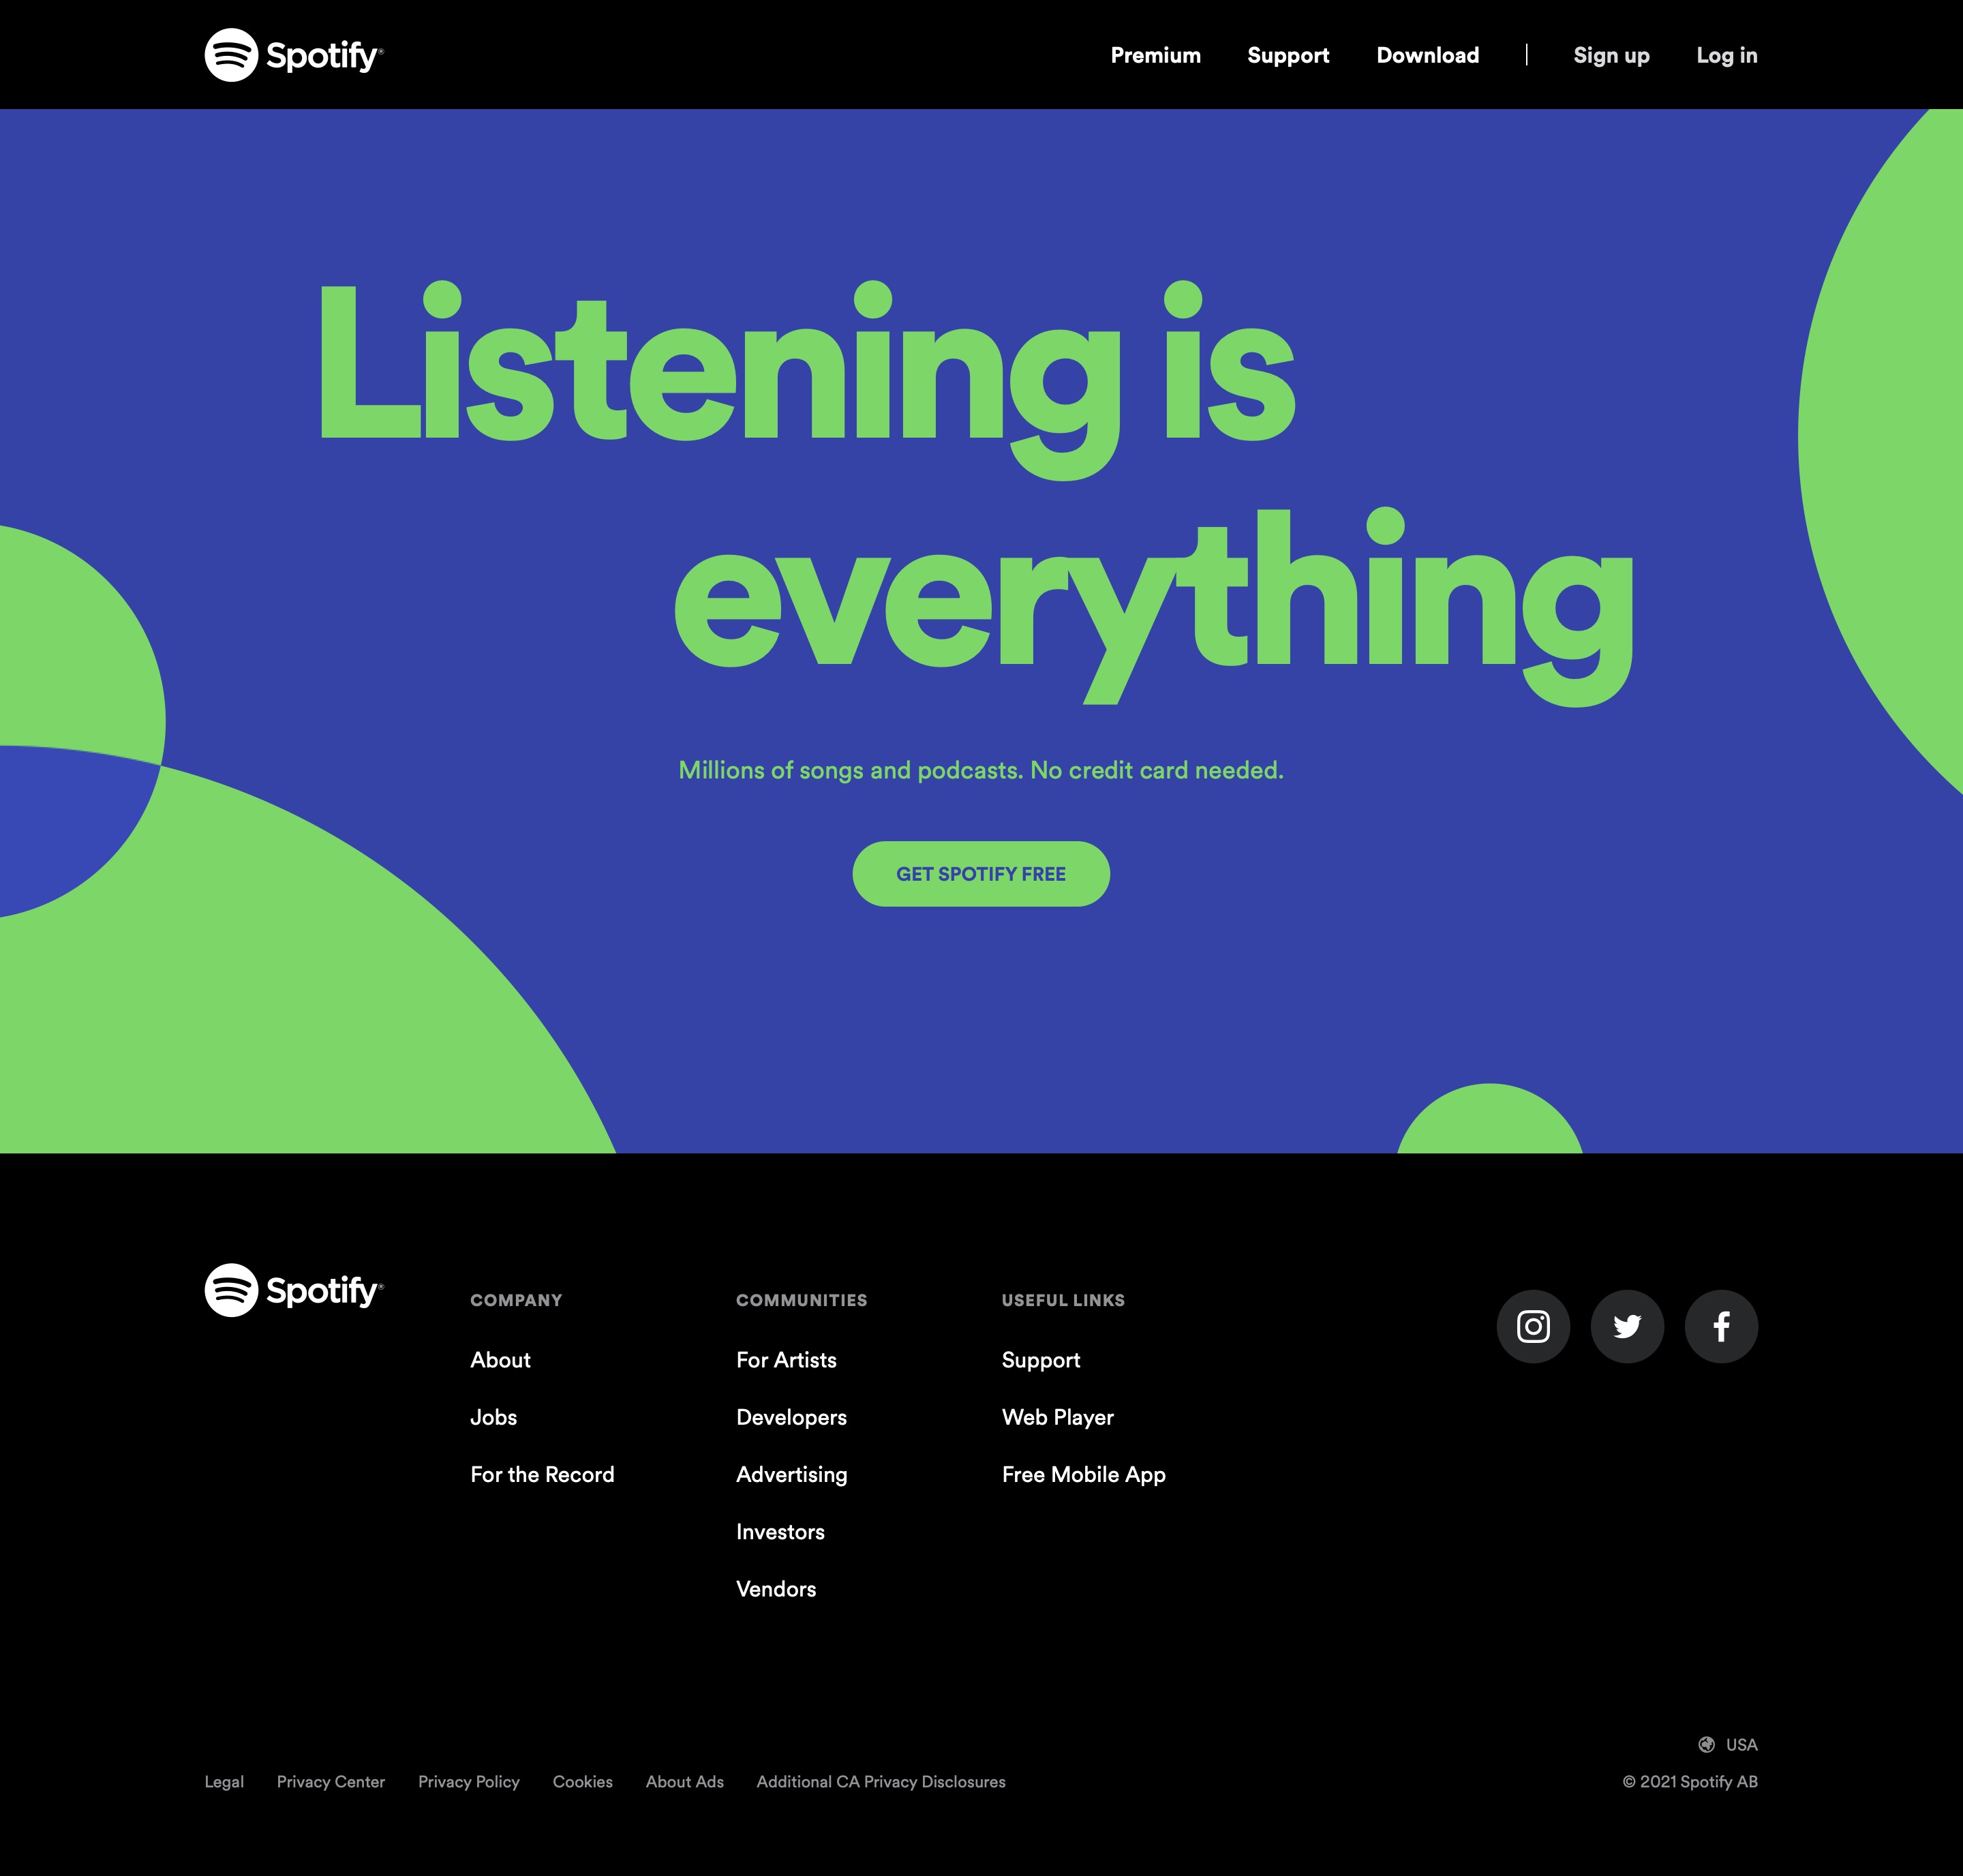 Spotify®
Premium Support Download | Sign up Log in
Listening is
everything
Millions of songs and podcasts. No credit card needed.
GET SPOTIFY FREE
Spotify®
COMPANY
About
Jobs
For the Record
COMMUNITIES
For Artists
Developers
Advertising
Investors
Vendors
USEFUL LINKS
Support
Web Player
Free Mobile App
USA
Legal Privacy Center Privacy Policy Cookies About Ads Additional CA Privacy Disclosures
© 2021 Spotify AB